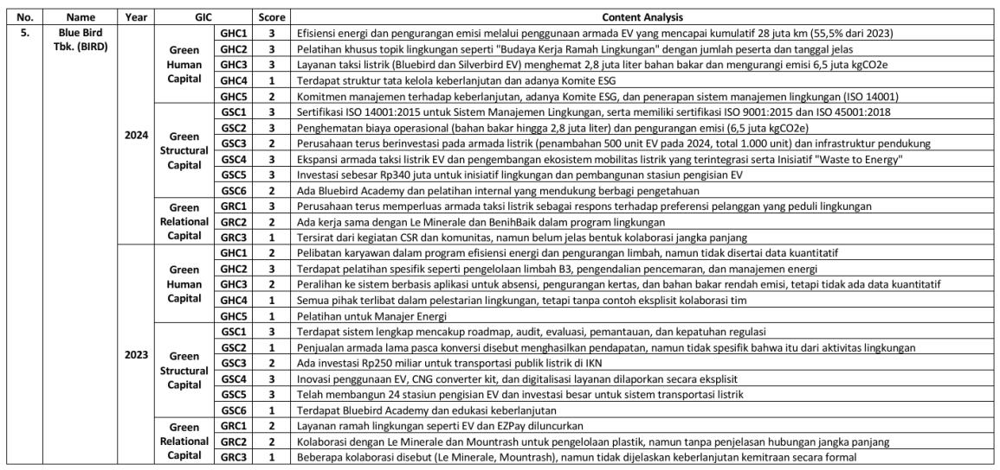 No. Name Year GIC Score Content Analysis
5. Blue Bird Tbk. (BIRD) 2024 Green Human Capital GHC1 3 Efisiensi energi dan pengurangan emisi melalui penggunaan armada EV yang mencapai kumulatif 28 juta km (55,5% dari 2023)
GHC2 3 Pelatihan khusus topik lingkungan seperti "Budaya Kerja Ramah Lingkungan" dengan jumlah peserta dan tanggal jelas
GHC3 3 Layanan taksi listrik (Bluebird dan Silverbird EV) menghemat 2,8 juta liter bahan bakar dan mengurangi emisi 6,5 juta kgCO2e
GHC4 1 Terdapat struktur tata kelola keberlanjutan dan adanya Komite ESG
GHC5 2 Komitmen manajemen terhadap keberlanjutan, adanya Komite ESG, dan penerapan sistem manajemen lingkungan (ISO 14001)
Green Structural Capital GSC1 3 Sertifikasi ISO 14001:2015 untuk Sistem Manajemen Lingkungan, serta memiliki sertifikasi ISO 9001:2015 dan ISO 45001:2018
GSC2 3 Penghematan biaya operasional (bahan bakar hingga 2,8 juta liter) dan pengurangan emisi (6,5 juta kgCO2e)
GSC3 2 Perusahaan terus berinvestasi pada armada listrik (penambahan 500 unit EV pada 2024, total 1.000 unit) dan infrastruktur pendukung
GSC4 3 Ekspansi armada taksi listrik EV dan pengembangan ekosistem mobilitas listrik yang terintegrasi serta Inisiatif "Waste to Energy"
GSC5 3 Investasi sebesar Rp340 juta untuk inisiatif lingkungan dan pembangunan stasiun pengisian EV
GSC6 2 Ada Bluebird Academy dan pelatihan internal yang mendukung berbagi pengetahuan
Green Relational Capital GRC1 3 Perusahaan terus memperluas armada taksi listrik sebagai respons terhadap preferensi pelanggan yang peduli lingkungan
GRC2 2 Ada kerja sama dengan Le Minerale dan BenihBaik dalam program lingkungan
GRC3 1 Tersirat dari kegiatan CSR dan komunitas, namun belum jelas bentuk kolaborasi jangka panjang
2023 Green Human Capital GHC1 2 Pelibatan karyawan dalam program efisiensi energi dan pengurangan limbah, namun tidak disertai data kuantitatif
GHC2 3 Terdapat pelatihan spesifik seperti pengelolaan limbah B3, pengendalian pencemaran, dan manajemen energi
GHC3 2 Peralihan ke sistem berbasis aplikasi untuk absensi, pengurangan kertas, dan bahan bakar rendah emisi, tetapi tidak ada data kuantitatif
GHC4 1 Semua pihak terlibat dalam pelestarian lingkungan, tetapi tanpa contoh eksplisit kolaborasi tim
GHC5 1 Pelatihan untuk Manajer Energi
Green Structural Capital GSC1 3 Terdapat sistem lengkap mencakup roadmap, audit, evaluasi, pemantauan, dan kepatuhan regulasi
GSC2 1 Penjualan armada lama pasca konversi disebut menghasilkan pendapatan, namun tidak spesifik bahwa itu dari aktivitas lingkungan
GSC3 2 Ada investasi Rp250 miliar untuk transportasi publik listrik di IKN
GSC4 3 Inovasi penggunaan EV, CNG converter kit, dan digitalisasi layanan dilaporkan secara eksplisit
GSC5 3 Telah membangun 24 stasiun pengisian EV dan investasi besar untuk sistem transportasi listrik
GSC6 1 Terdapat Bluebird Academy dan edukasi keberlanjutan
Green Relational Capital GRC1 2 Layanan ramah lingkungan seperti EV dan EZPay diluncurkan
GRC2 2 Kolaborasi dengan Le Minerale dan Mountrash untuk pengelolaan plastik, namun tanpa penjelasan hubungan jangka panjang
GRC3 1 Beberapa kolaborasi disebut (Le Minerale, Mountrash), namun tidak dijelaskan keberlanjutan kemitraan secara formal